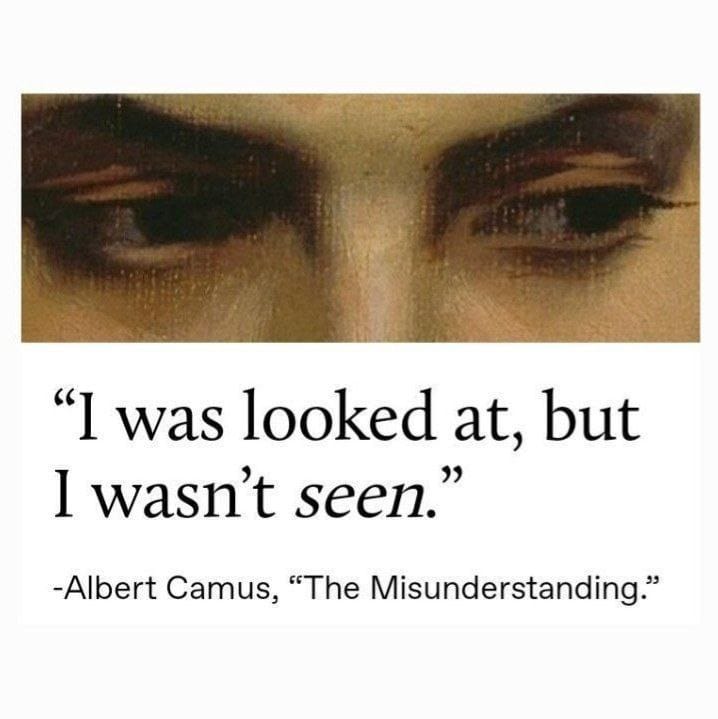 “I was looked at, but
I wasn’t seen.”
-Albert Camus, “The Misunderstanding.”